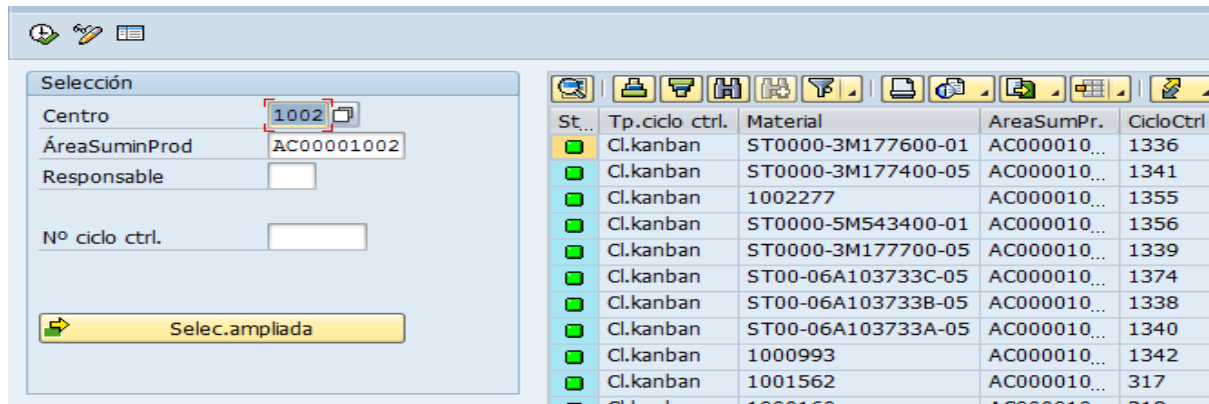 Selección
Centro 1002
ÁreaSuminProd AC00001002
Responsable
Nº ciclo ctrl.
Selec.ampliada
St... Tp.ciclo ctrl. Material AreaSumPr. CicloCtrl
Cl.kanban ST0000-3M177600-01 AC000010... 1336
Cl.kanban ST0000-3M177400-05 AC000010... 1341
Cl.kanban 1002277 AC000010... 1355
Cl.kanban ST0000-5M543400-01 AC000010... 1356
Cl.kanban ST0000-3M177700-05 AC000010... 1339
Cl.kanban ST00-06A103733C-05 AC000010... 1374
Cl.kanban ST00-06A103733B-05 AC000010... 1338
Cl.kanban ST00-06A103733A-05 AC000010... 1340
Cl.kanban 1000993 AC000010... 1342
Cl.kanban 1001562 AC000010... 317